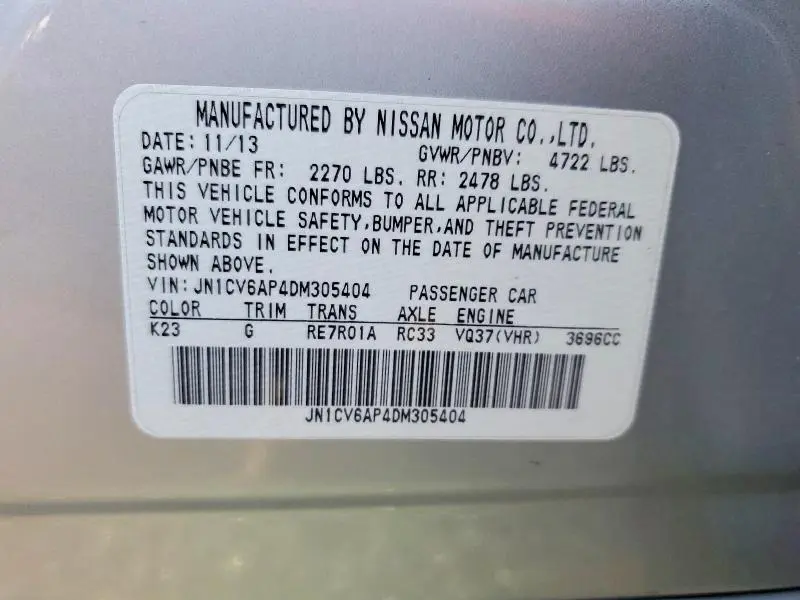 MANUFACTURED BY NISSAN MOTOR CO.,LTD.
DATE: 11/13 GVWR/PNBV: 4722 LBS.
GAWR/PNBE FR: 2270 LBS. RR: 2478 LBS.
THIS VEHICLE CONFORMS TO ALL APPLICABLE FEDERAL
MOTOR VEHICLE SAFETY,BUMPER,AND THEFT PREVENTION
STANDARDS IN EFFECT ON THE DATE OF MANUFACTURE
SHOWN ABOVE.
VIN: JN1CV6AP4DM305404 PASSENGER CAR
COLOR TRIM TRANS AXLE ENGINE
K23 G RE7R01A RC33 VQ37(VHR) 3696CC
JN1CV6AP4DM305404